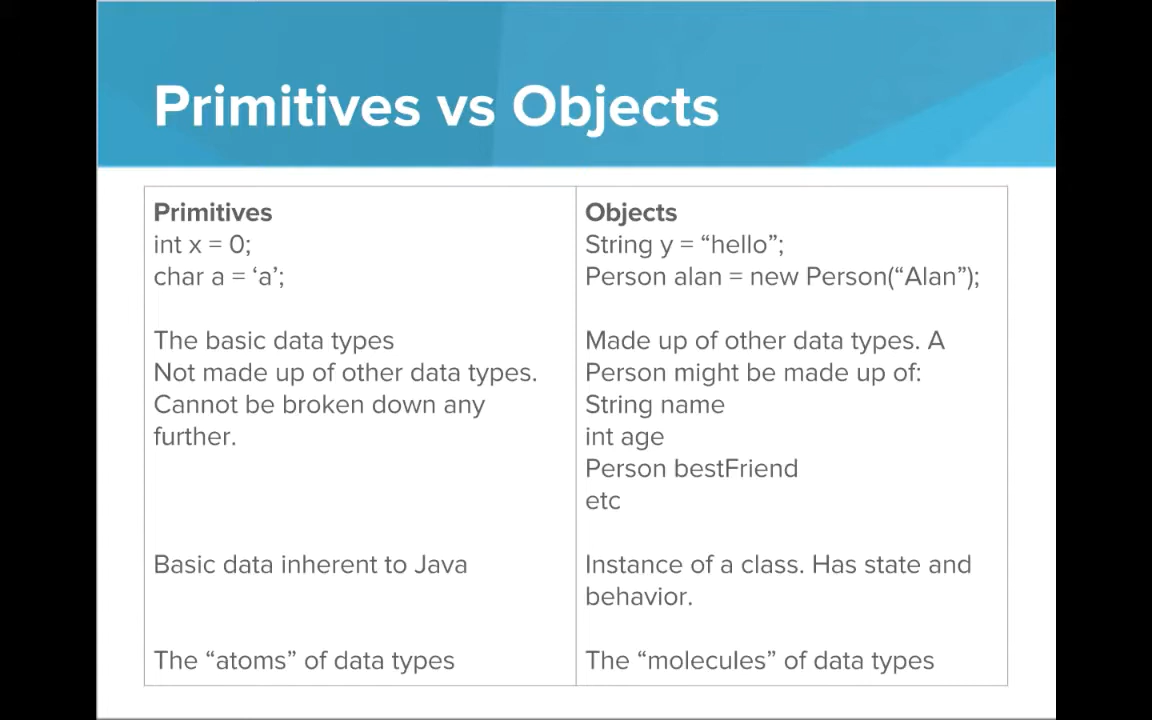 Primitives vs Objects
Primitives
int x = 0;
char a = ‘a’;
The basic data types
Not made up of other data types.
Cannot be broken down any
further.
Basic data inherent to Java
The “atoms” of data types
Objects
String y = “hello”;
Person alan = new Person(“Alan”);
Made up of other data types. A
Person might be made up of:
String name
int age
Person bestFriend
etc
Instance of a class. Has state and
behavior.
The “molecules” of data types